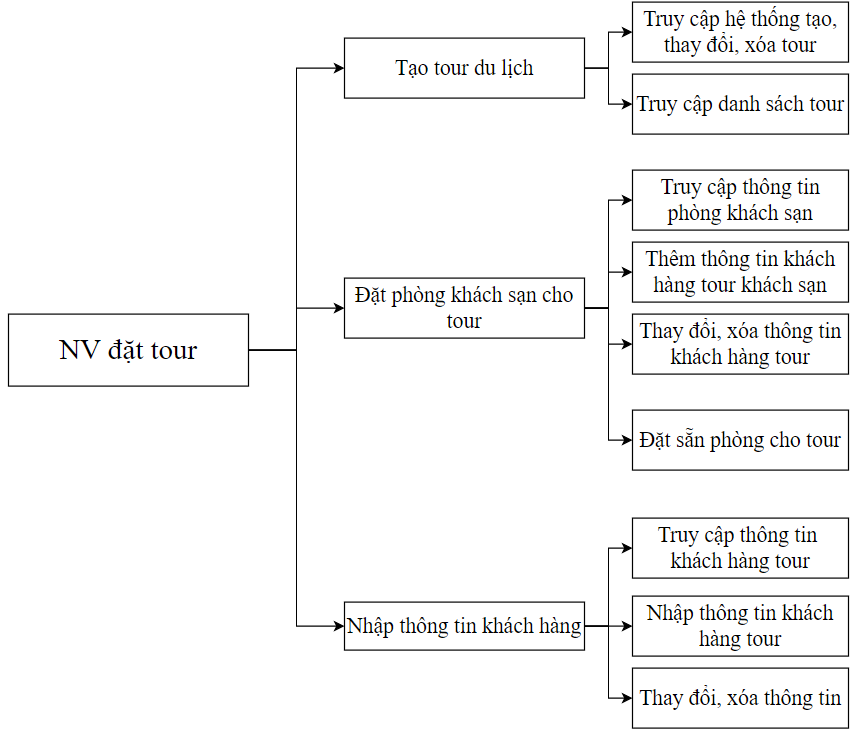 NV đặt tour
Tạo tour du lịch
Truy cập hệ thống tạo,
thay đổi, xóa tour
Truy cập danh sách tour
Đặt phòng khách sạn cho
tour
Truy cập thông tin
phòng khách sạn
Thêm thông tin khách
hàng tour khách sạn
Thay đổi, xóa thông tin
khách hàng tour
Đặt sẵn phòng cho tour
Nhập thông tin khách hàng
Truy cập thông tin
khách hàng tour
Nhập thông tin khách
hàng tour
Thay đổi, xóa thông tin